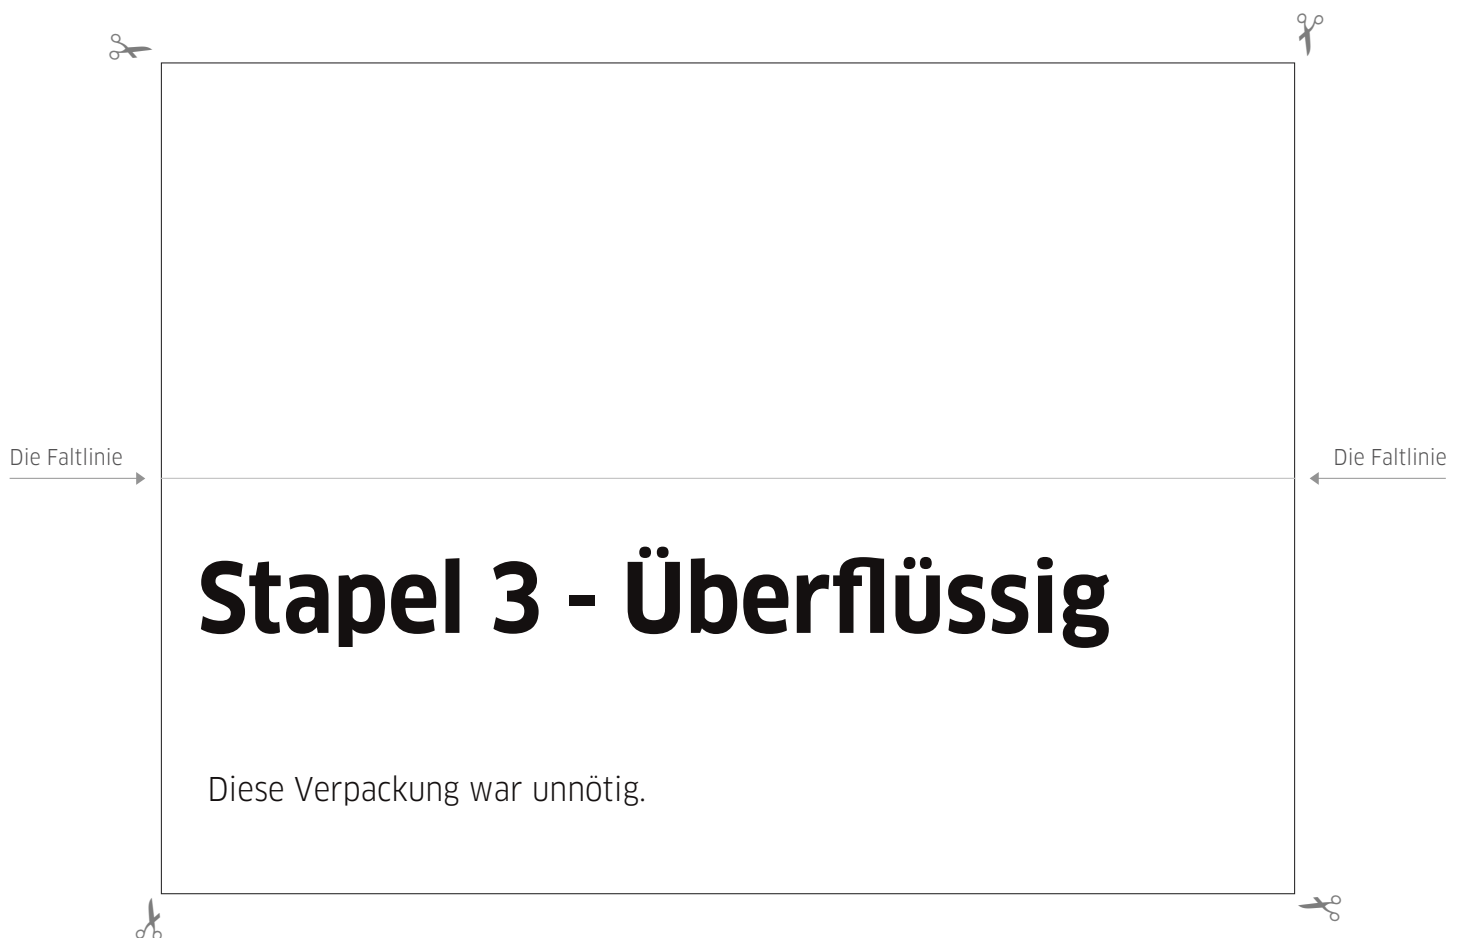 Die Faltlinie
Die Faltlinie
Stapel 3 - Überflüssig
Diese Verpackung war unnötig.